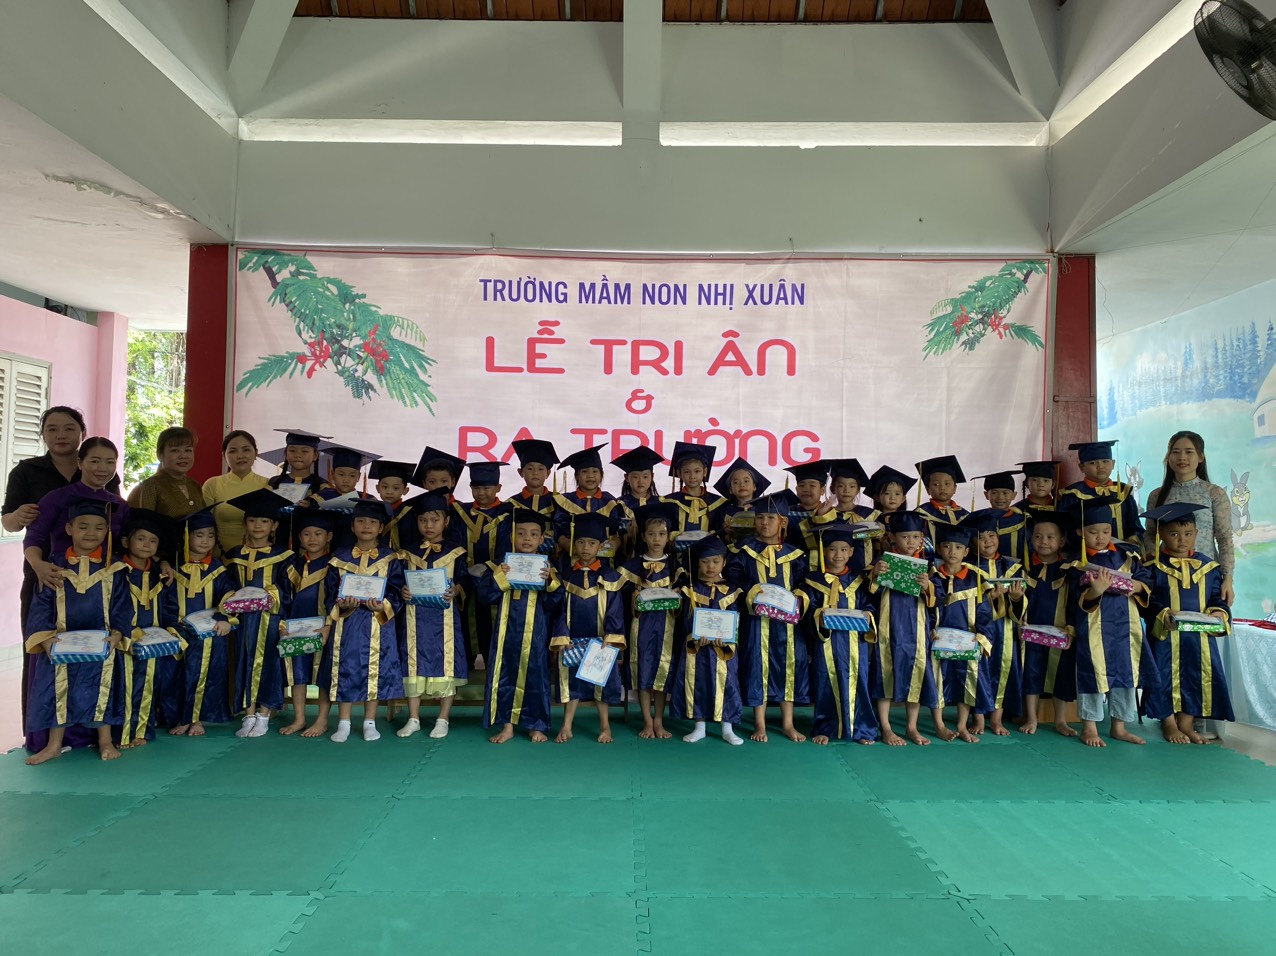 TRƯỜNG MẦM NON NHỊ XUÂN
LỄ TRI ÂN
&
RA TRƯỜNG